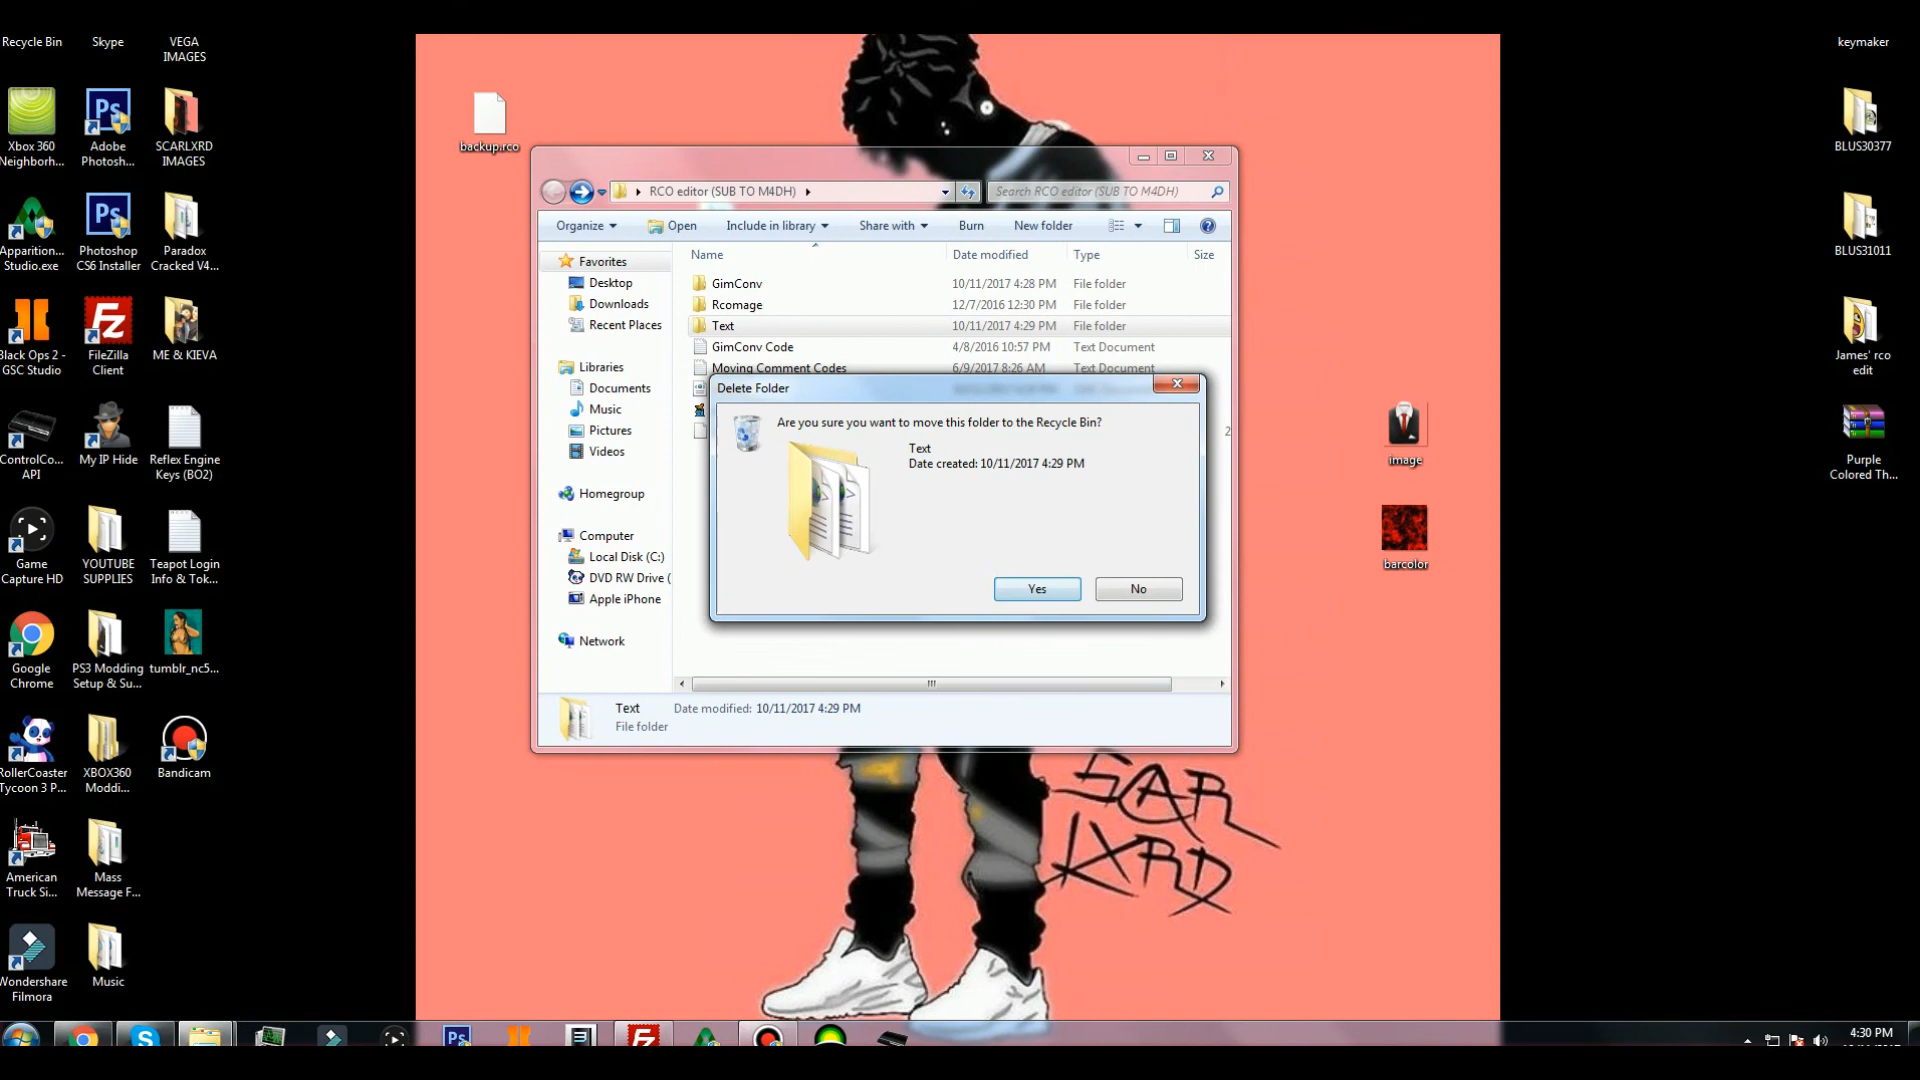 Recycle Bin
Skype
VEGA
IMAGES
keymaker
Xbox 360
Neighborh...
Adobe
Photosh...
SCARLXRD
IMAGES
backup.rco
BLUS30377
RCO editor (SUB TO M4DH)
Search RCO editor (SUB TO M4DH)
Organize
Open
Include in library
Share with
Burn
New folder
Apparition...
Studio.exe
Photoshop
CS6 Installer
Paradox
Cracked V4...
BLUS31011
Favorites
Desktop
Downloads
Recent Places
Libraries
Documents
Music
Pictures
Videos
Homegroup
Computer
Local Disk (C:)
DVD RW Drive (
Apple iPhone
Network
Name Date modified Type Size
GimConv 10/11/2017 4:28 PM File folder
Rcomage 12/7/2016 12:30 PM File folder
Text 10/11/2017 4:29 PM File folder
GimConv Code 4/8/2016 10:57 PM Text Document
Moving Comment Codes 6/9/2017 8:26 AM Text Document
2
Delete Folder
Are you sure you want to move this folder to the Recycle Bin?
Text
Date created: 10/11/2017 4:29 PM
Yes
No
Text Date modified: 10/11/2017 4:29 PM
File folder
Black Ops 2 -
GSC Studio
FileZilla
Client
ME & KIEVA
James' rco
edit
ControlCo...
API
My IP Hide
Reflex Engine
Keys (BO2)
image
Purple
Colored Th...
Game
Capture HD
YOUTUBE
SUPPLIES
Teapot Login
Info & Tok...
barcolor
Google
Chrome
PS3 Modding
Setup & Su...
tumblr_nc5...
RollerCoaster
Tycoon 3 P...
XBOX360
Moddi...
Bandicam
American
Truck Si...
Mass
Message F...
Wondershare
Filmora
Music
LXRD
4:30 PM